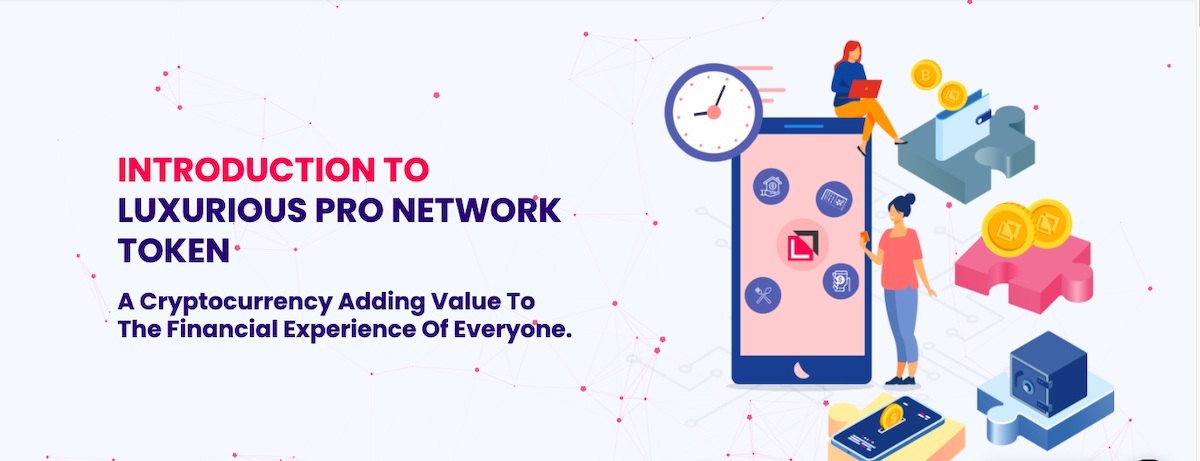 INTRODUCTION TO
LUXURIOUS PRO NETWORK
TOKEN
A Cryptocurrency Adding Value To
The Financial Experience Of Everyone.